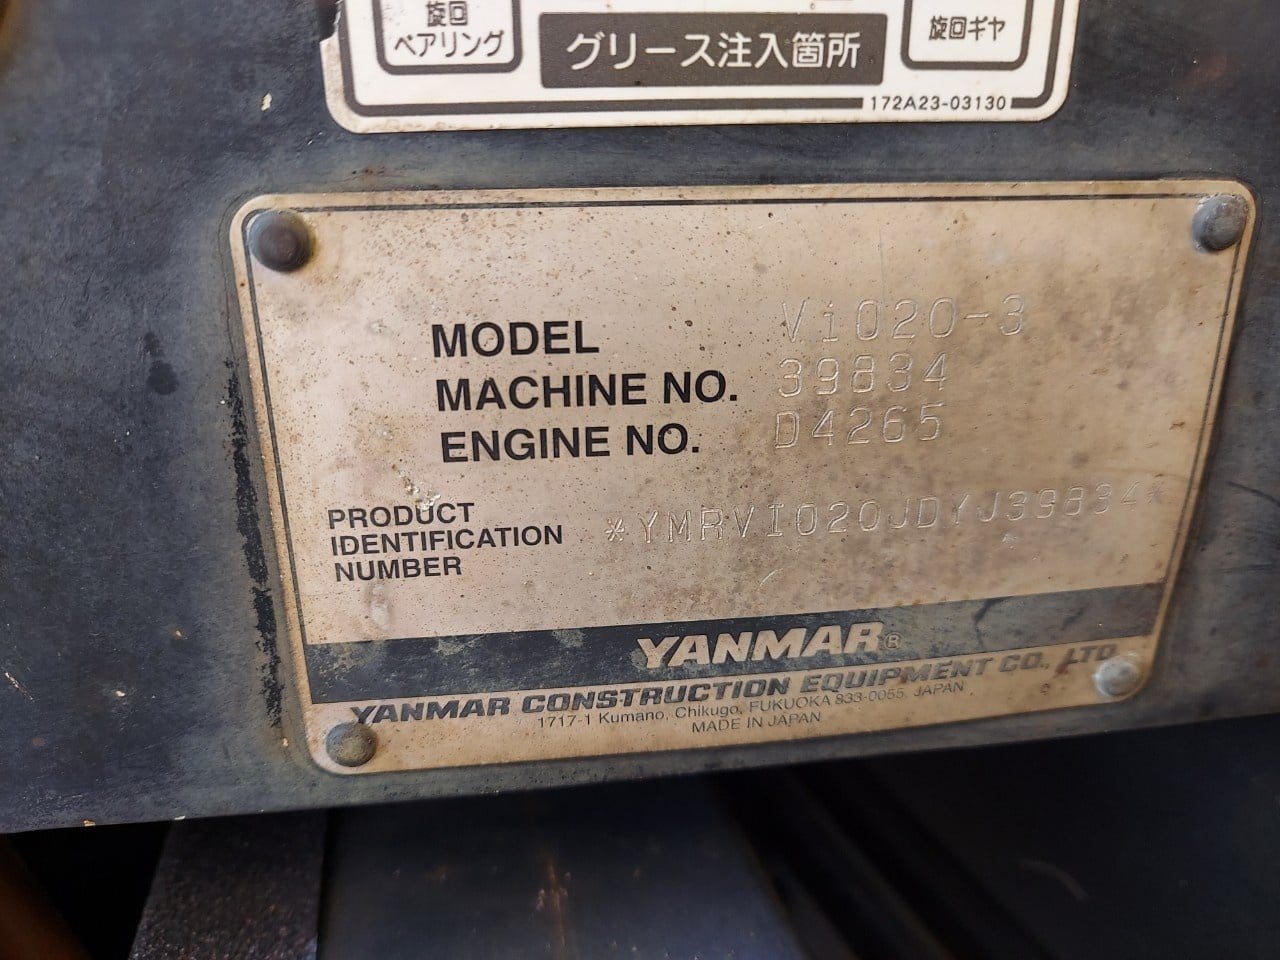 旋回
ベアリング
グリース注入箇所
旋回ギヤ
172A23-03130
MODEL ViO20-3
MACHINE NO. 39834
ENGINE NO. D4265
PRODUCT
IDENTIFICATION
NUMBER
*YMRVIO20JDYJ39834*
YANMAR®
YANMAR CONSTRUCTION EQUIPMENT CO., LTD.
1717-1 Kumano, Chikugo, FUKUOKA 833-0055, JAPAN
MADE IN JAPAN